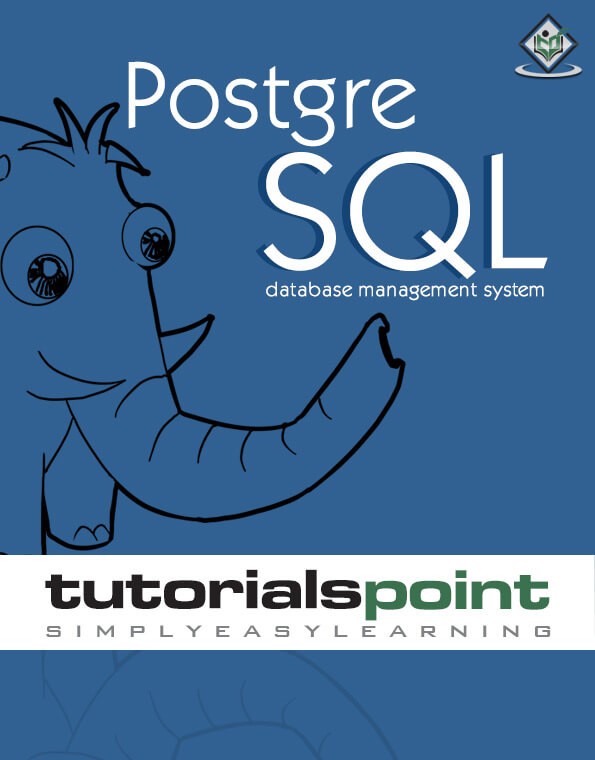 Postgre
SQL
database management system
tutorialspoint
SIMPLYEASYLEARNING